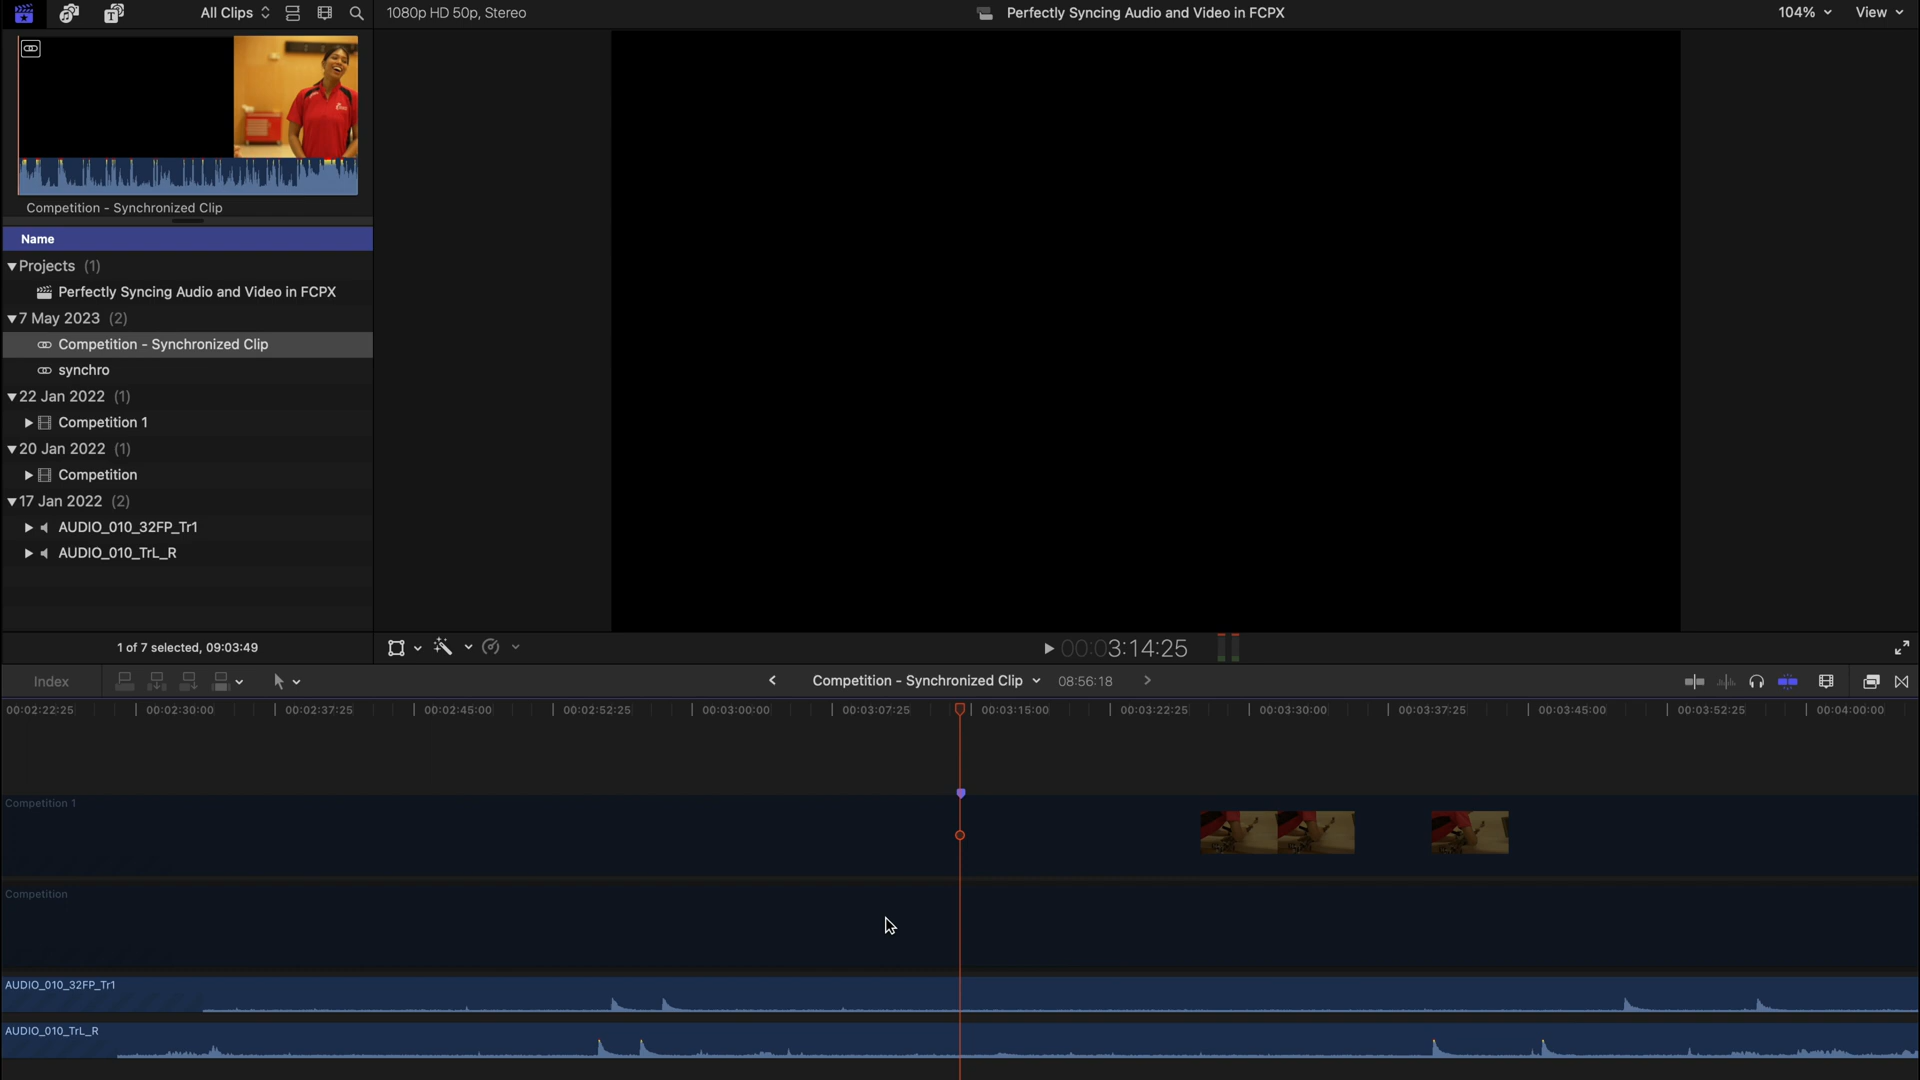 All Clips
1080p HD 50p, Stereo
Perfectly Syncing Audio and Video in FCPX
104%
View
Competition - Synchronized Clip
Name
Projects (1)
Perfectly Syncing Audio and Video in FCPX
7 May 2023 (2)
Competition - Synchronized Clip
synchro
22 Jan 2022 (1)
Competition 1
20 Jan 2022 (1)
Competition
17 Jan 2022 (2)
AUDIO_010_32FP_Tr1
AUDIO_010_TrL_R
1 of 7 selected, 09:03:49
00:03:14:25
Index
Competition - Synchronized Clip
08:56:18
00:02:22:25 00:02:30:00 00:02:37:25 00:02:45:00 00:02:52:25 00:03:00:00 00:03:07:25 00:03:15:00 00:03:22:25 00:03:30:00 00:03:37:25 00:03:45:00 00:03:52:25 00:04:00:00
Competition 1
Competition
AUDIO_010_32FP_Tr1
AUDIO_010_TrL_R